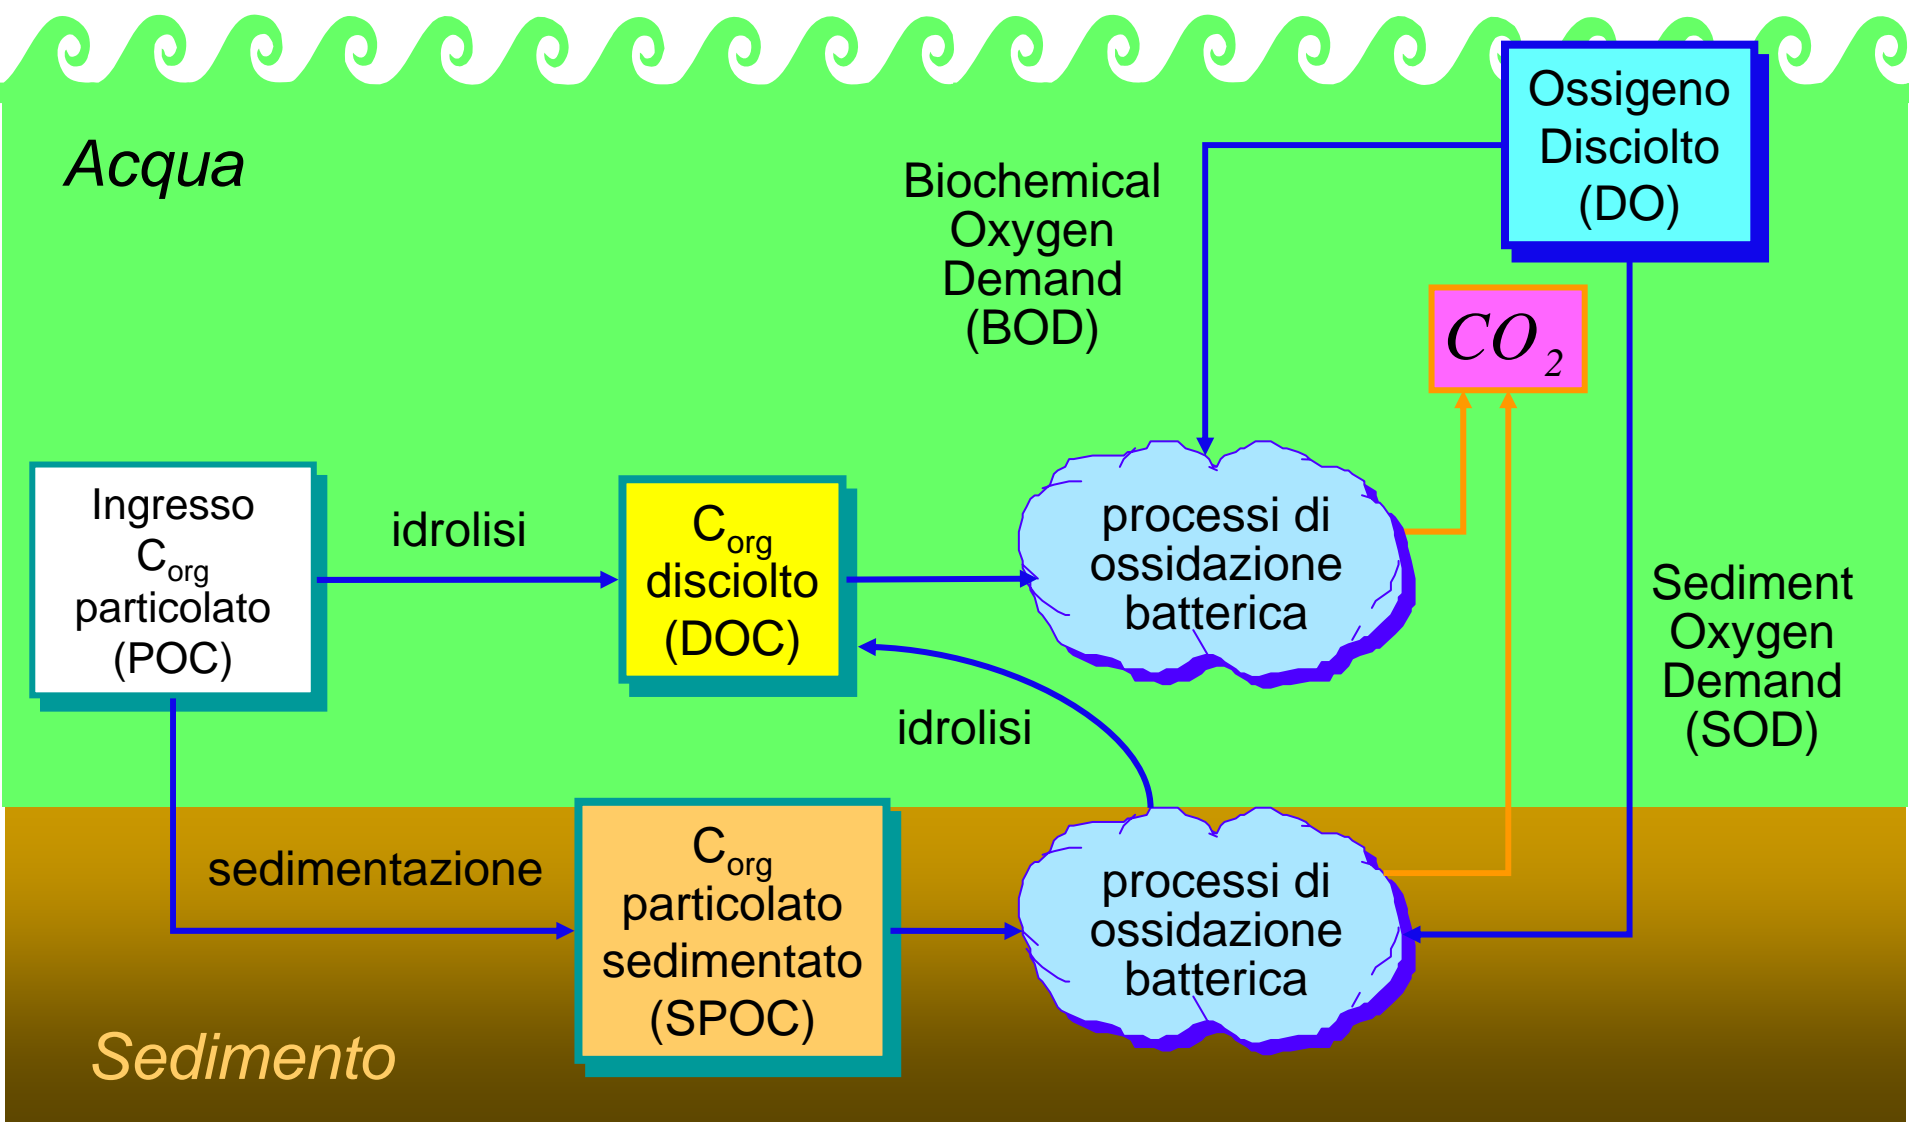 Acqua
Biochemical
Oxygen
Demand
(BOD)
Ossigeno
Disciolto
(DO)
CO2
Ingresso
Corg
particolato
(POC)
idrolisi
Corg
disciolto
(DOC)
processi di
ossidazione
batterica
Sediment
Oxygen
Demand
(SOD)
idrolisi
sedimentazione
Corg
particolato
sedimentato
(SPOC)
processi di
ossidazione
batterica
Sedimento